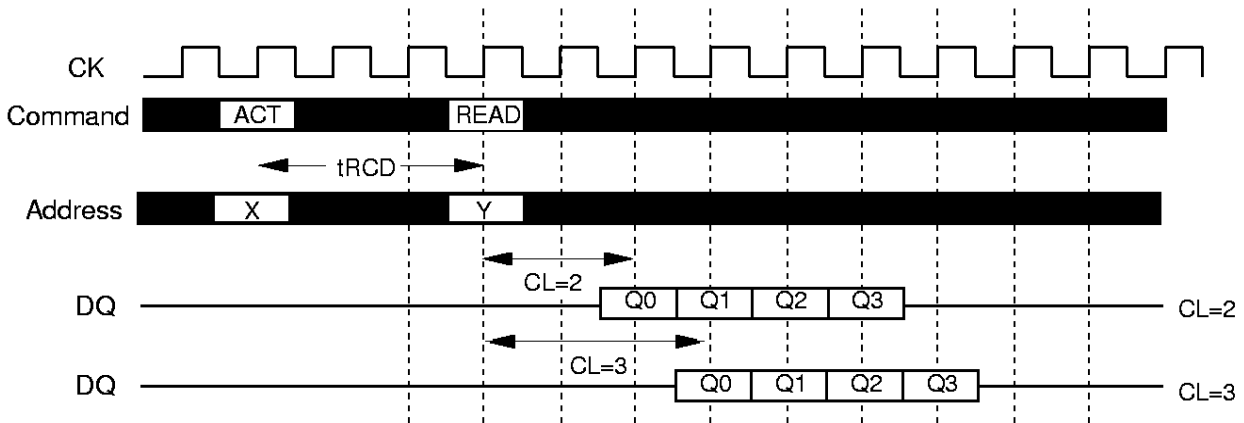 CK
Command ACT READ
tRCD
Address X Y
CL=2
DQ Q0 Q1 Q2 Q3 CL=2
CL=3
DQ Q0 Q1 Q2 Q3 CL=3